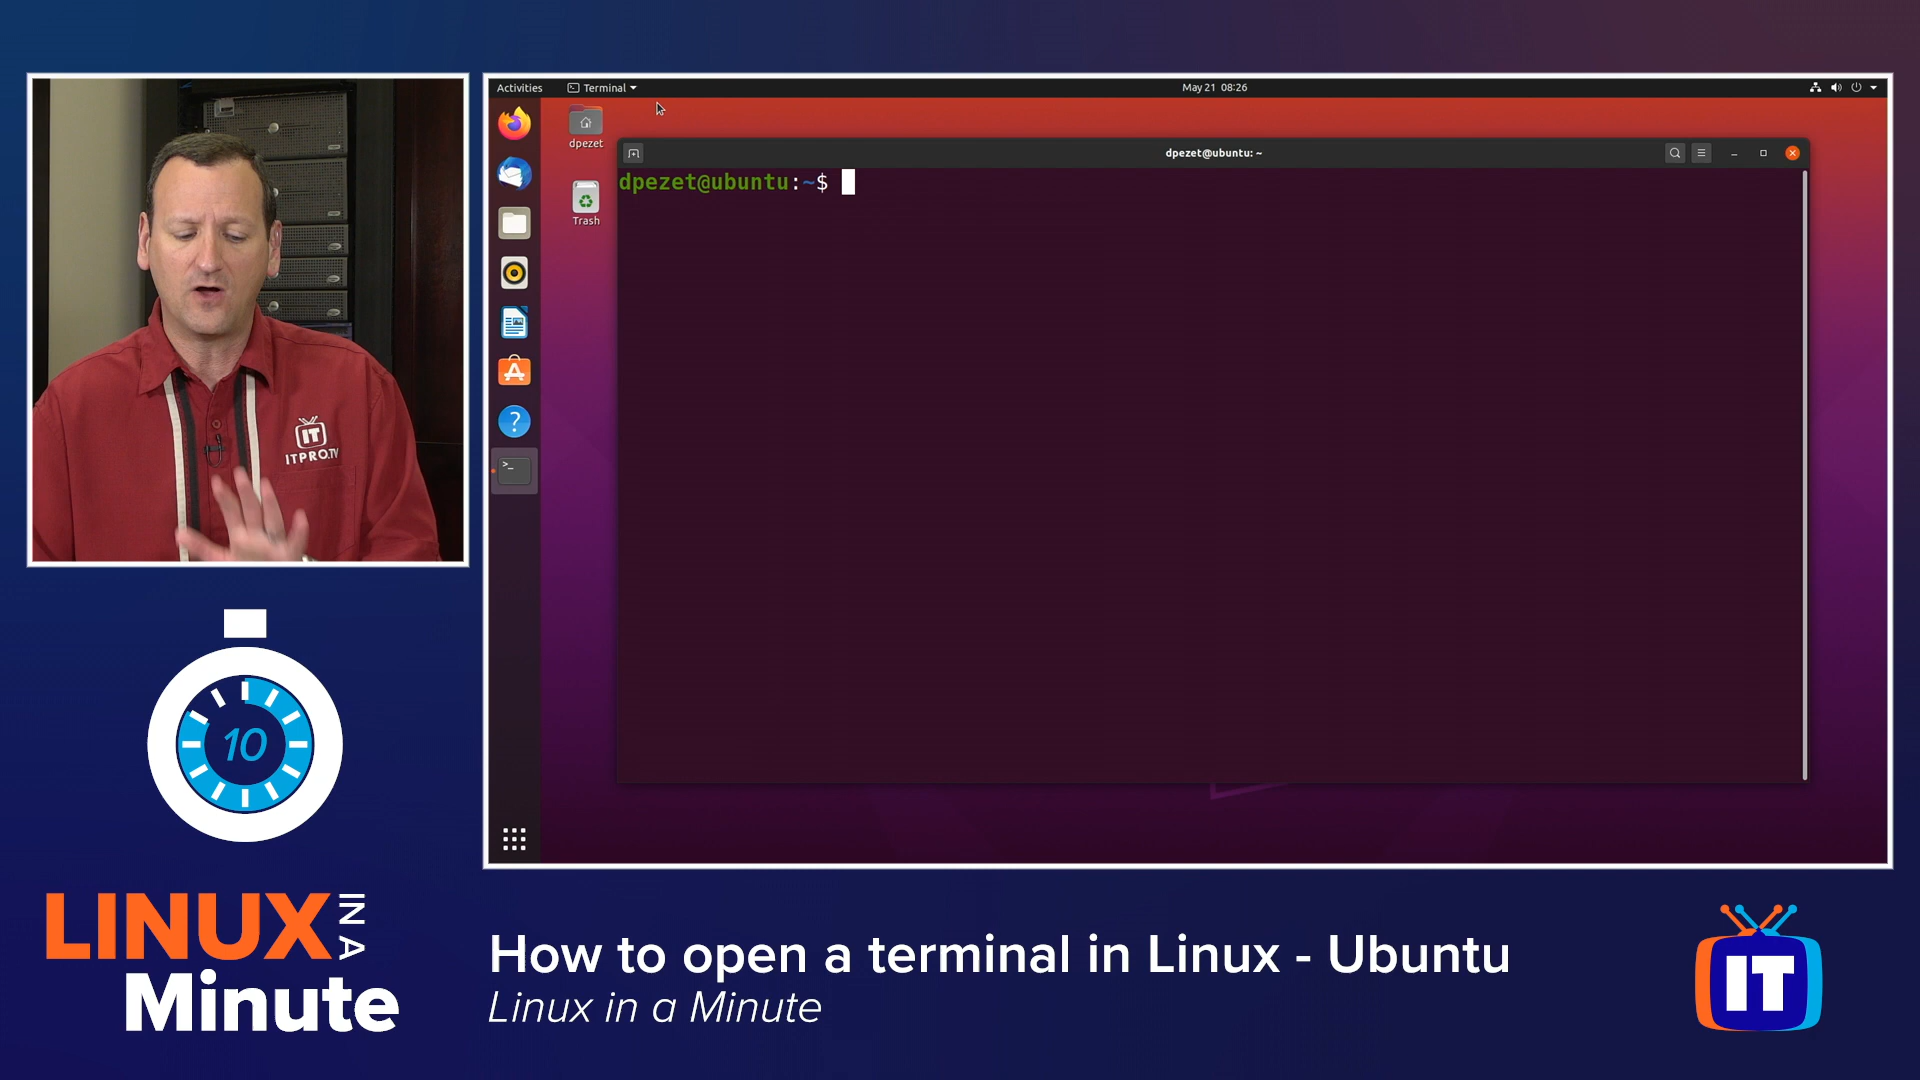 Activities
Terminal
May 21 08:26
dpezet
Trash
dpezet@ubuntu: ~
dpezet@ubuntu:~$
IT
ITPRO.TV
10
LINUX
IN A
Minute
How to open a terminal in Linux - Ubuntu
Linux in a Minute
IT